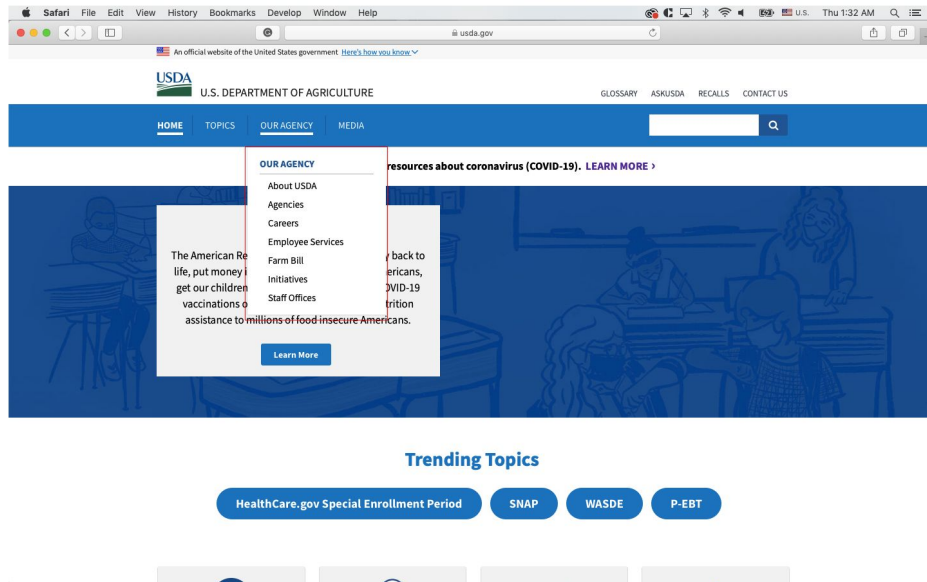 Safari File Edit View History Bookmarks Develop Window Help
U.S. Thu 1:32 AM
usda.gov
An official website of the United States government Here's how you know
USDA
U.S. DEPARTMENT OF AGRICULTURE
GLOSSARY ASKUSDA RECALLS CONTACT US
HOME TOPICS OUR AGENCY MEDIA
resources about coronavirus (COVID-19). LEARN MORE >
OUR AGENCY
About USDA
Agencies
Careers
Employee Services
Farm Bill
Initiatives
Staff Offices
The American Re
y back to
life, put money i
ericans,
get our children
OVID-19
vaccinations o
trition
assistance to millions of food insecure Americans.
Learn More
Trending Topics
HealthCare.gov Special Enrollment Period SNAP WASDE P-EBT